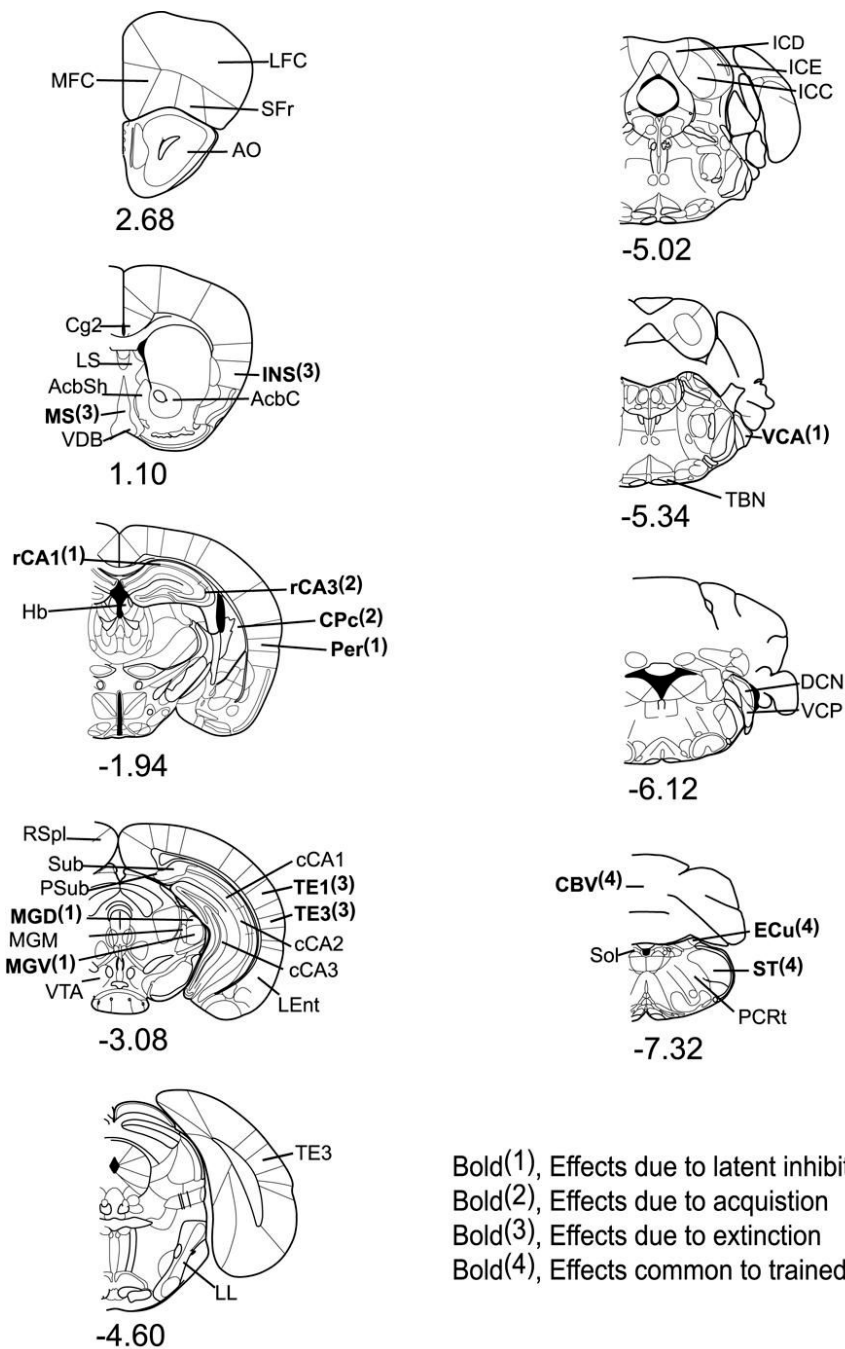 LFC
MFC
SFr
AO
2.68
Cg2
LS
INS(3)
AcbSh
AcbC
MS(3)
VDB
1.10
rCA1(1)
rCA3(2)
Hb
CPc(2)
Per(1)
-1.94
RSpl
Sub
cCA1
PSub
TE1(3)
MGD(1)
TE3(3)
MGM
cCA2
MGV(1)
cCA3
VTA
LEnt
-3.08
TE3
LL
-4.60
ICD
ICE
ICC
-5.02
VCA(1)
TBN
-5.34
DCN
VCP
-6.12
CBV(4)
ECu(4)
Sol
ST(4)
PCRt
-7.32
Bold(1), Effects due to latent inhibit
Bold(2), Effects due to acquistion
Bold(3), Effects due to extinction
Bold(4), Effects common to trained